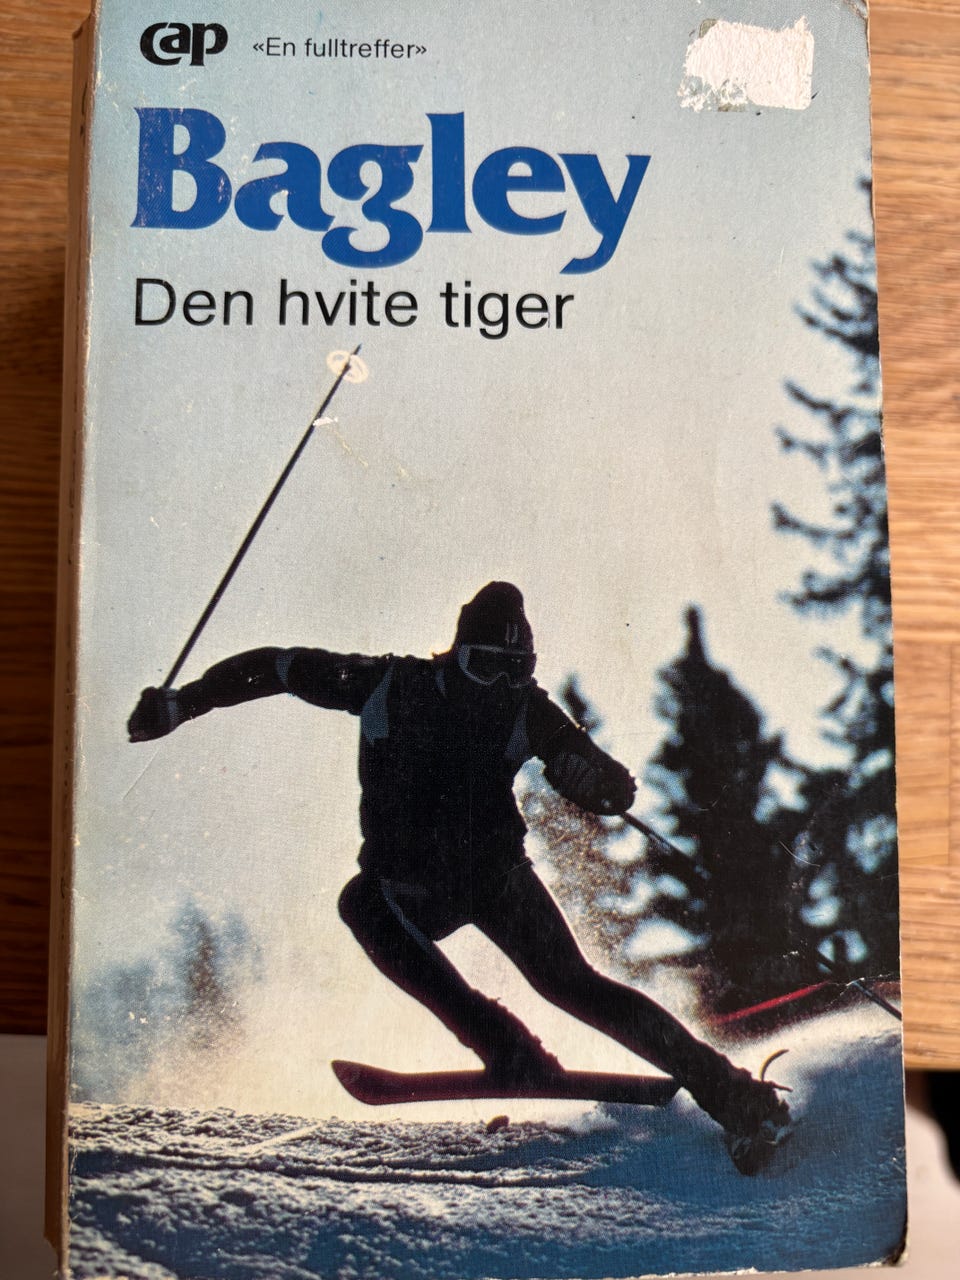 cap «En fulltreffer»
Bagley
Den hvite tiger